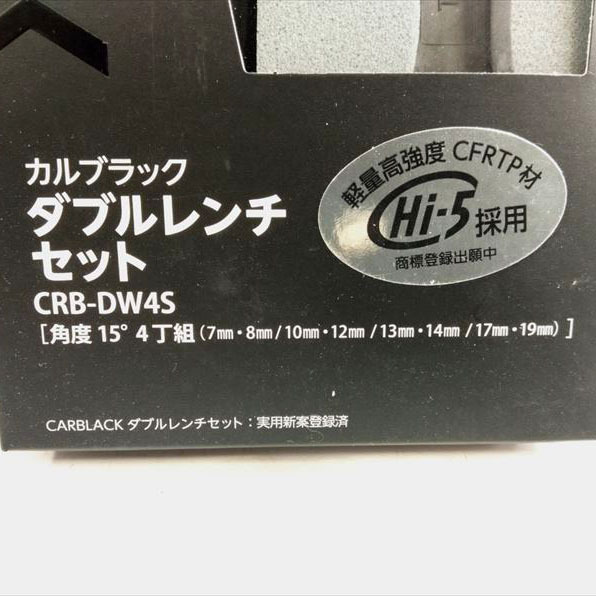 カルブラック
ダブルレンチ
セット
CRB-DW4S
[角度15° 4丁組(7mm・8mm/10mm・12mm/13mm・14mm/17mm・19mm)]
軽量高強度 CFRTP材
Hi-5 採用
商標登録出願中
CARBLACK ダブルレンチセット：実用新案登録済